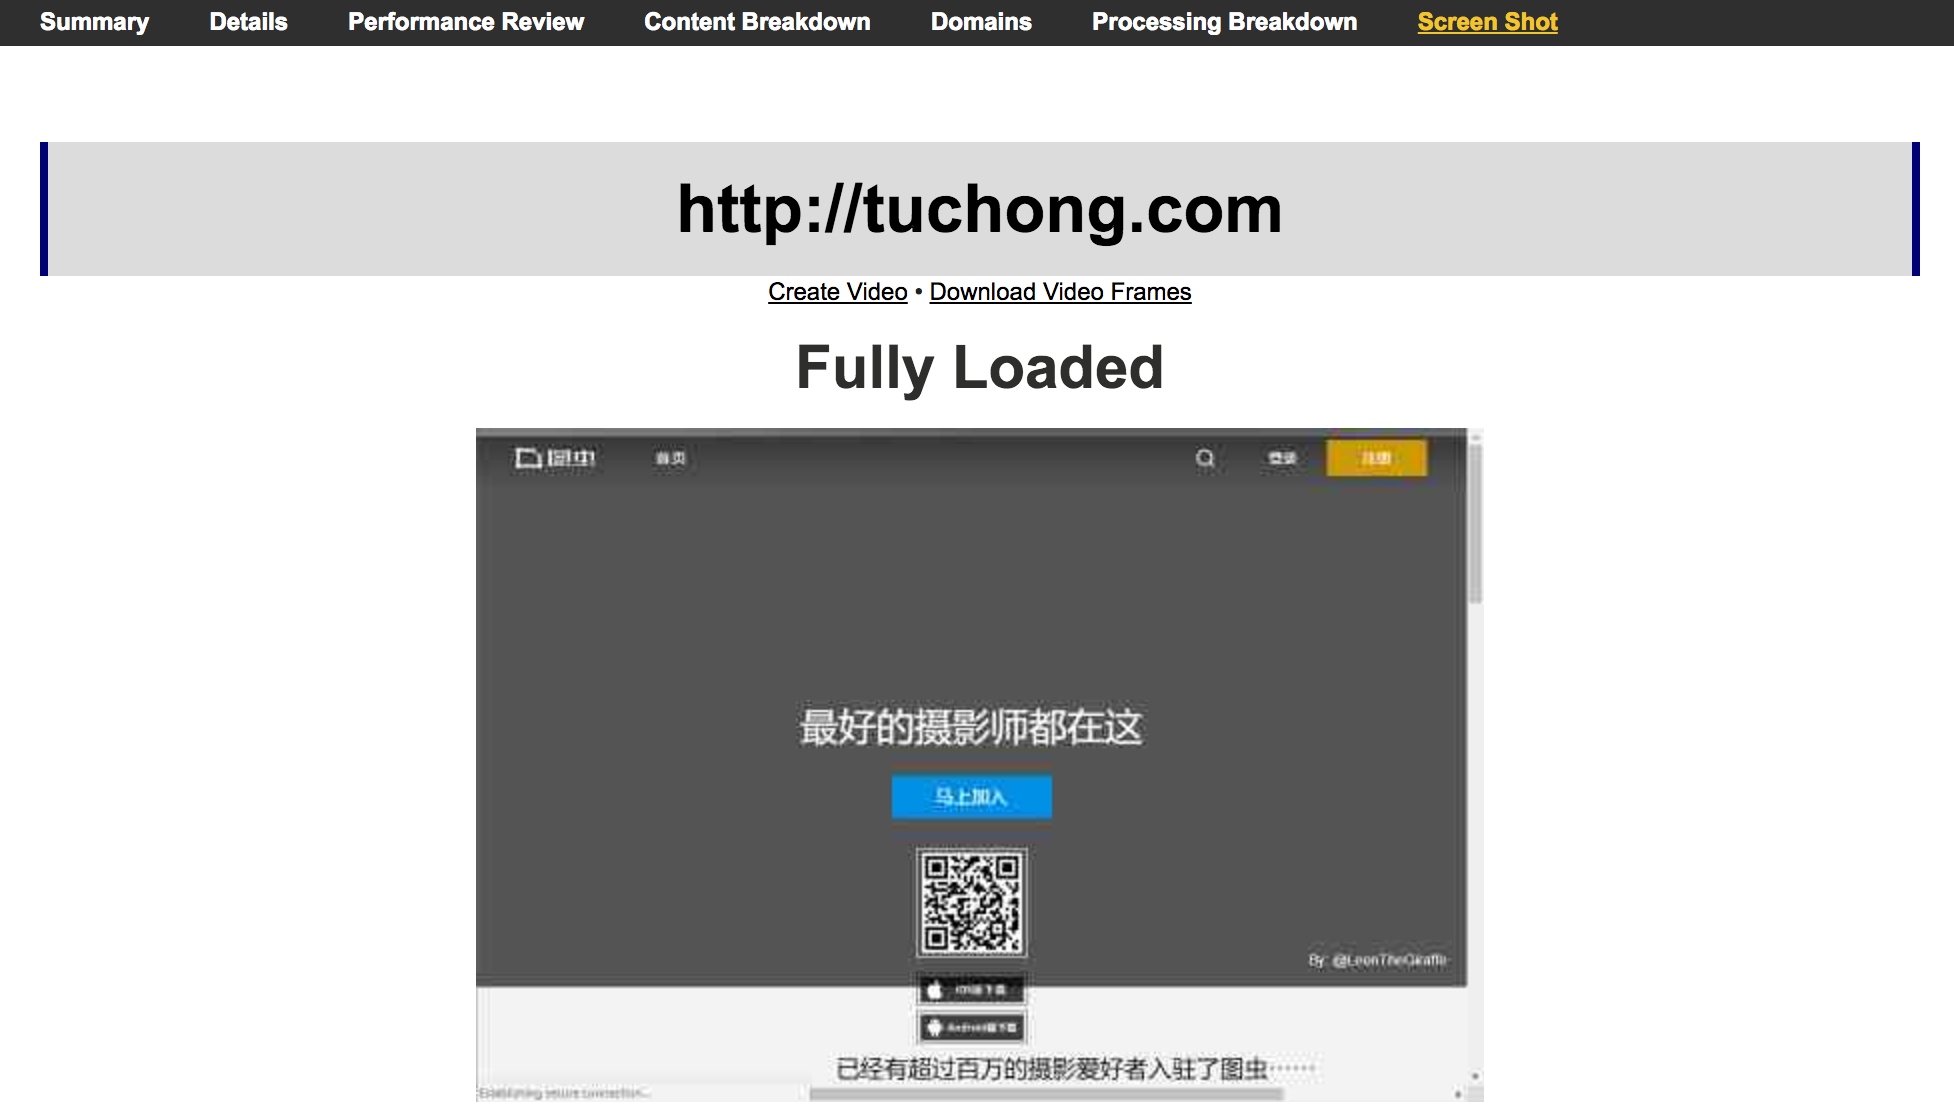 Summary Details Performance Review Content Breakdown Domains Processing Breakdown Screen Shot
http://tuchong.com
Create Video • Download Video Frames
Fully Loaded
图虫 首页 登录 注册
最好的摄影师都在这
马上加入
By: @LeonTheGiraffe
iOS版下载
Android版下载
已经有超过百万的摄影爱好者入驻了图虫……
Establishing secure connection...